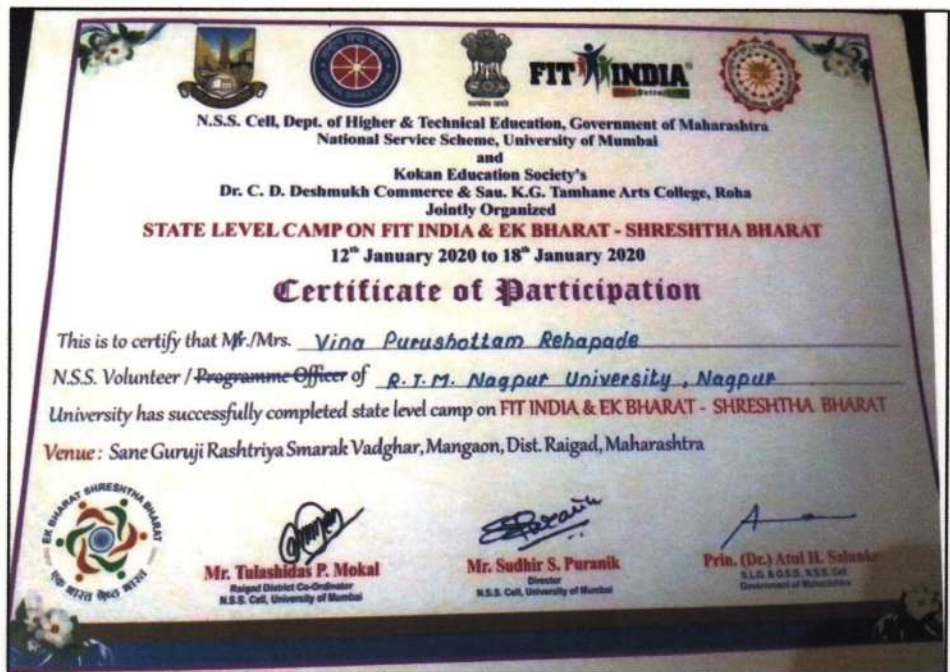 FIT INDIA
N.S.S. Cell, Dept. of Higher & Technical Education, Government of Maharashtra
National Service Scheme, University of Mumbai
and
Kokan Education Society's
Dr. C. D. Deshmukh Commerce & Sau. K.G. Tamhane Arts College, Roha
Jointly Organized
STATE LEVEL CAMP ON FIT INDIA & EK BHARAT - SHRESHTHA BHARAT
12th January 2020 to 18th January 2020
Certificate of Participation
This is to certify that Mr./Mrs. Vina Purushottam Rehapade
N.S.S. Volunteer / Programme Officer of R.T.M. Nagpur University, Nagpur
University has successfully completed state level camp on FIT INDIA & EK BHARAT - SHRESHTHA BHARAT
Venue : Sane Guruji Rashtriya Smarak Vadghar, Mangaon, Dist. Raigad, Maharashtra
EK BHARAT SHRESHTHA BHARAT
एक भारत श्रेष्ठ भारत
Mr. Tulashidas P. Mokal
Raigad District Co-Ordinator
N.S.S. Cell, University of Mumbai
Mr. Sudhir S. Puranik
Director
N.S.S. Cell, University of Mumbai
Prin. (Dr.) Atul H. Salunke
S.L.O. & O.S.D., N.S.S. Cell
Government of Maharashtra